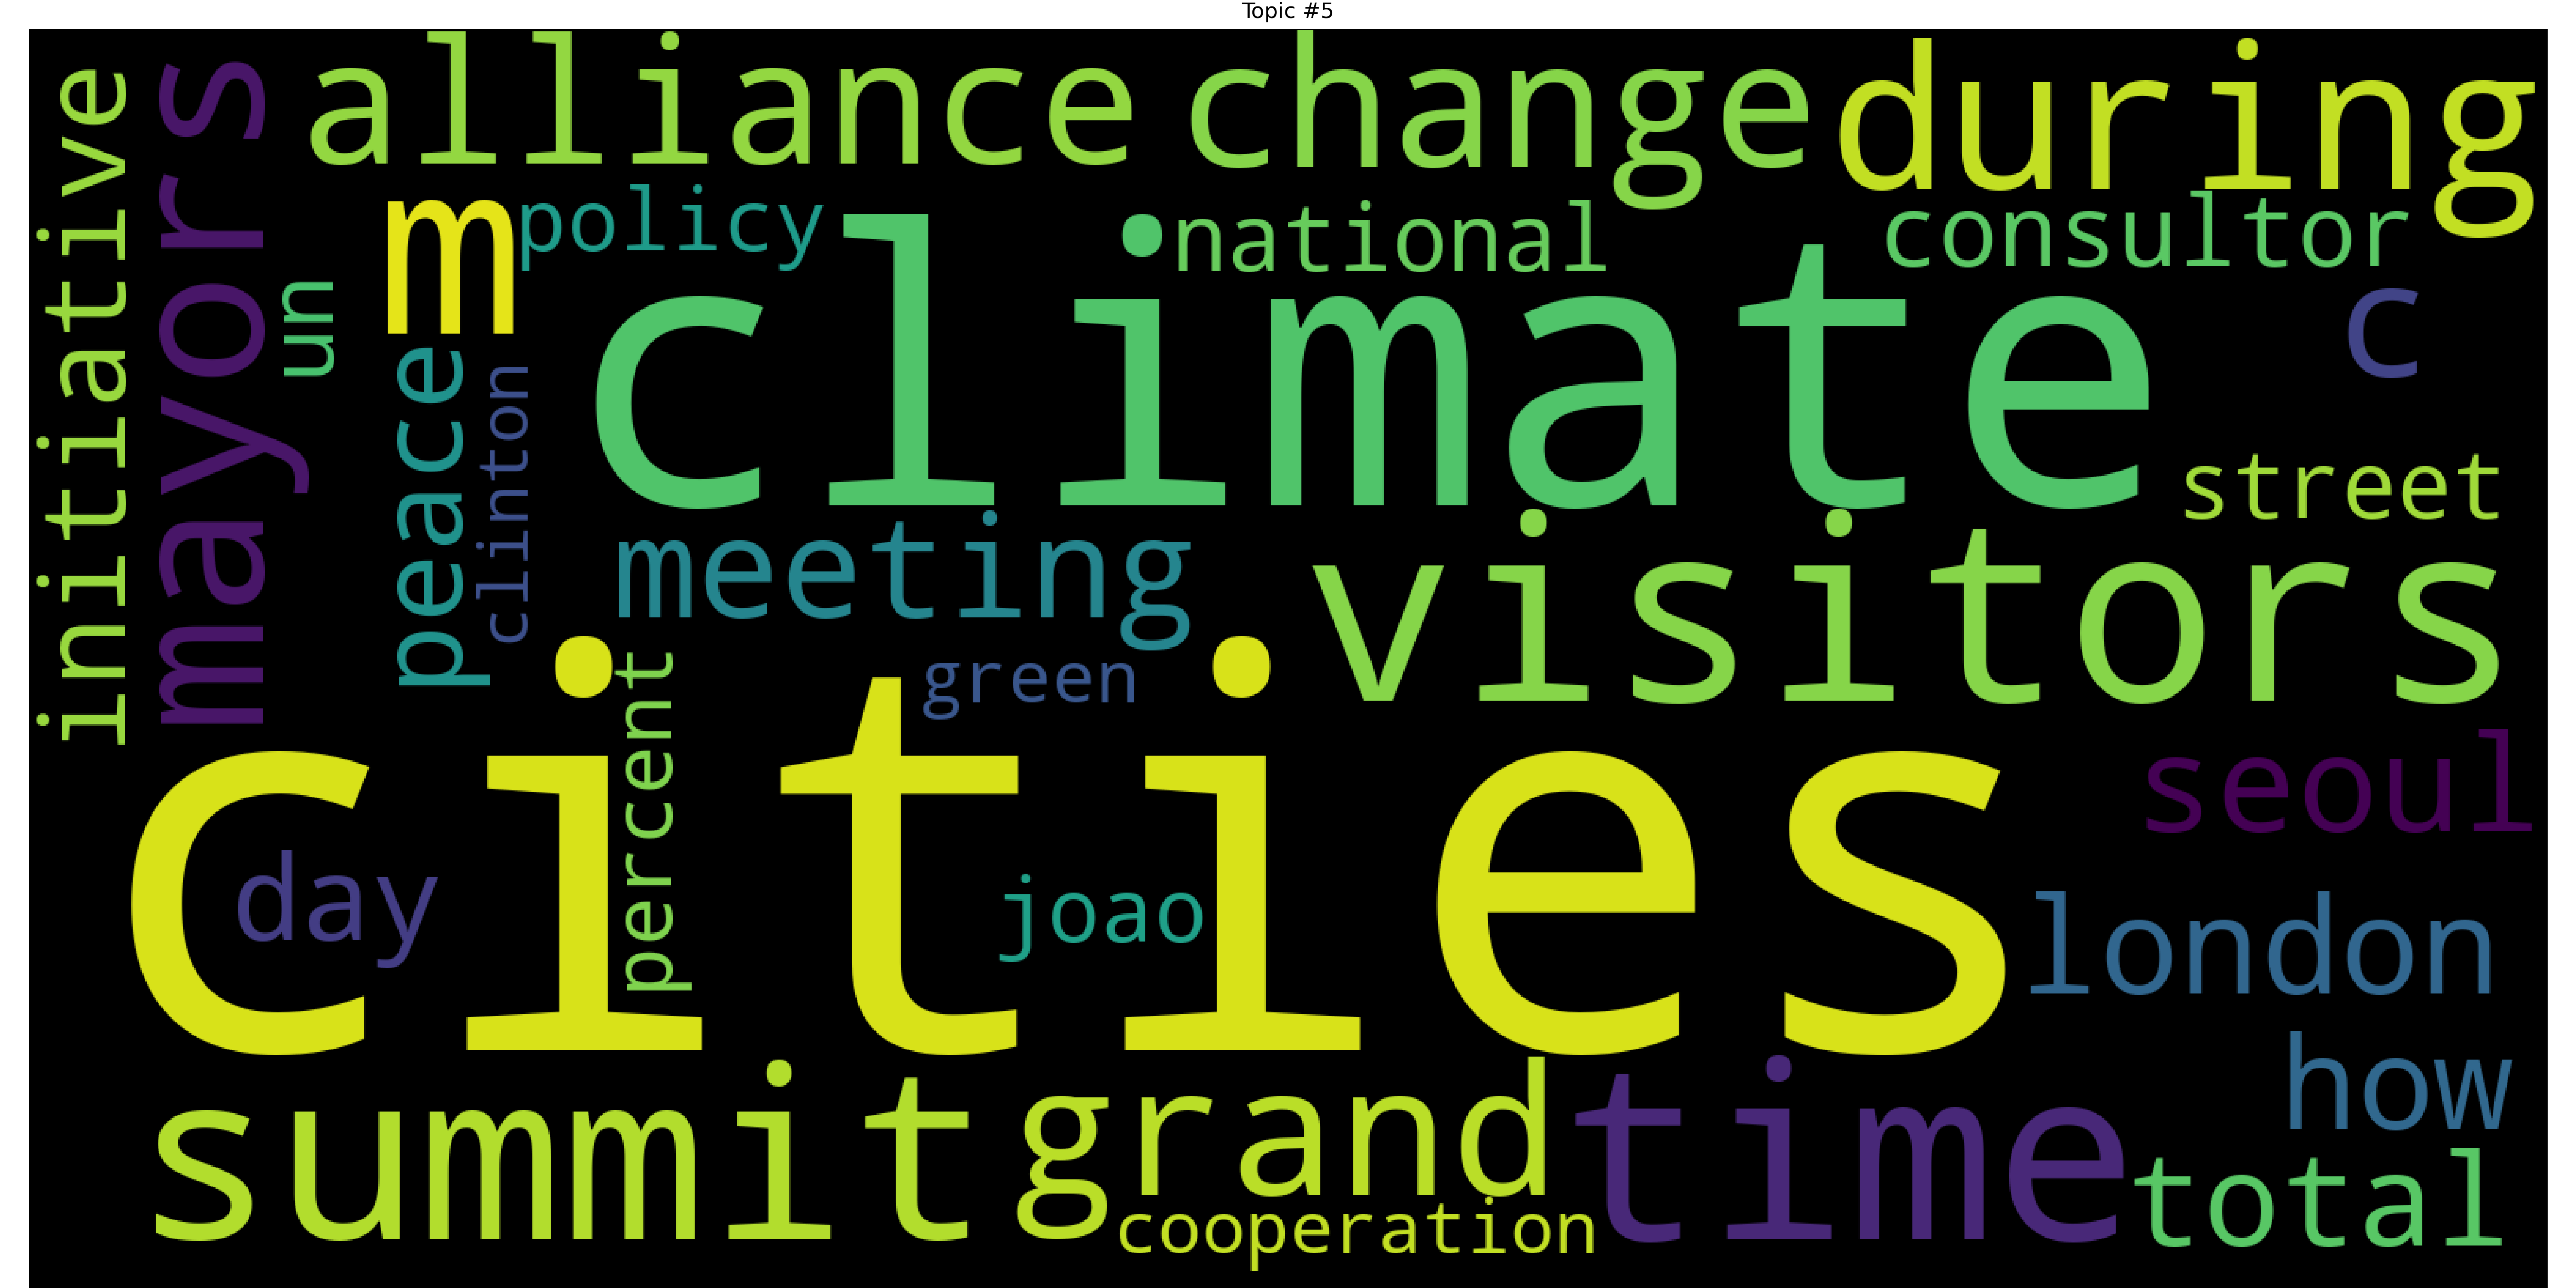 Topic #5
initiative
mayors
alliance
change
during
un
m
policy
national
consultor
c
climate
peace
clinton
street
meeting
visitors
percent
green
cities
seoul
day
joao
london
how
summit
grand
time
total
cooperation